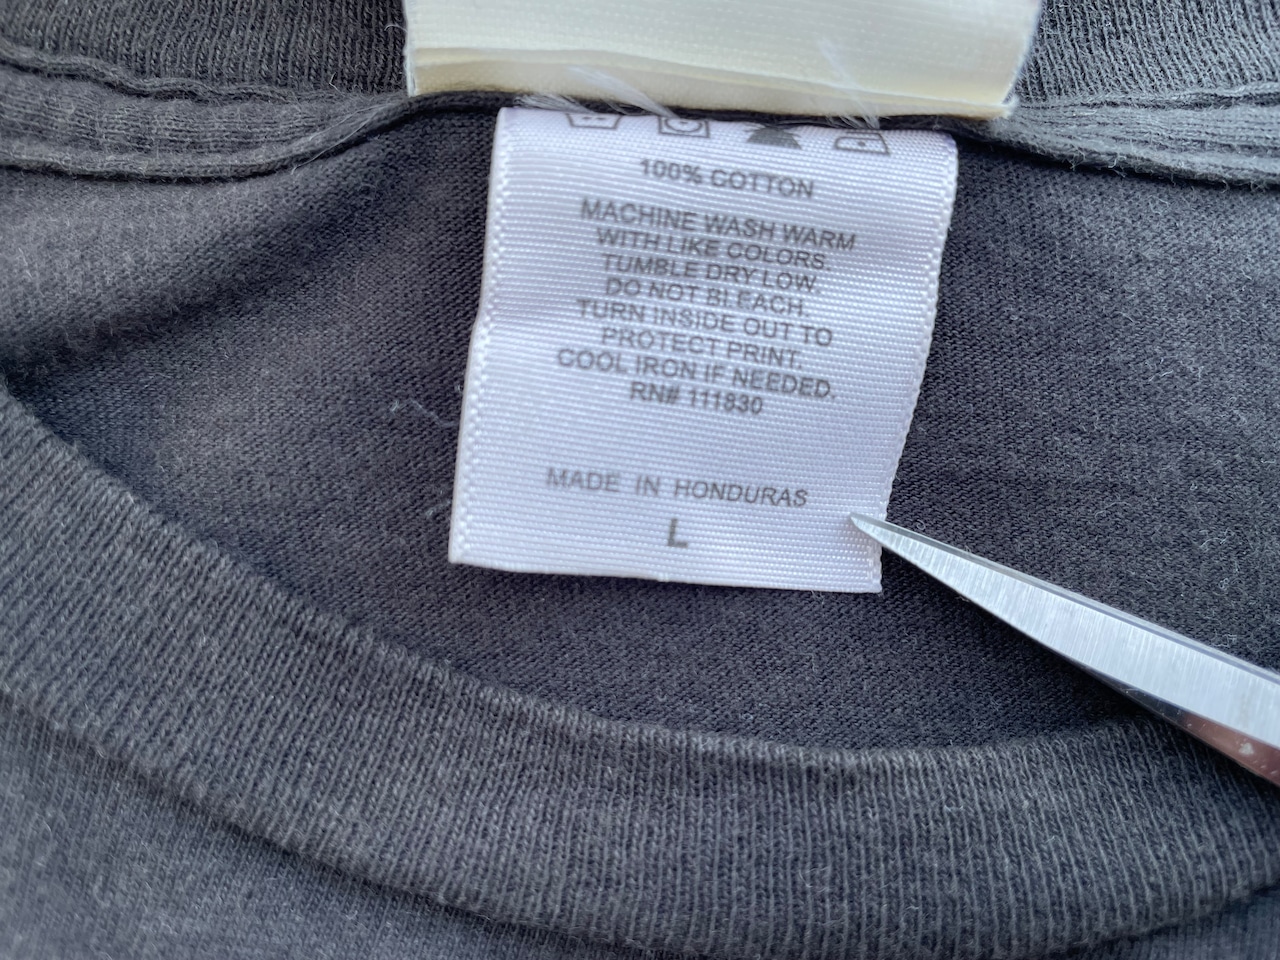 100% COTTON
MACHINE WASH WARM
WITH LIKE COLORS.
TUMBLE DRY LOW.
DO NOT BLEACH.
TURN INSIDE OUT TO
PROTECT PRINT.
COOL IRON IF NEEDED.
RN# 111830
MADE IN HONDURAS
L